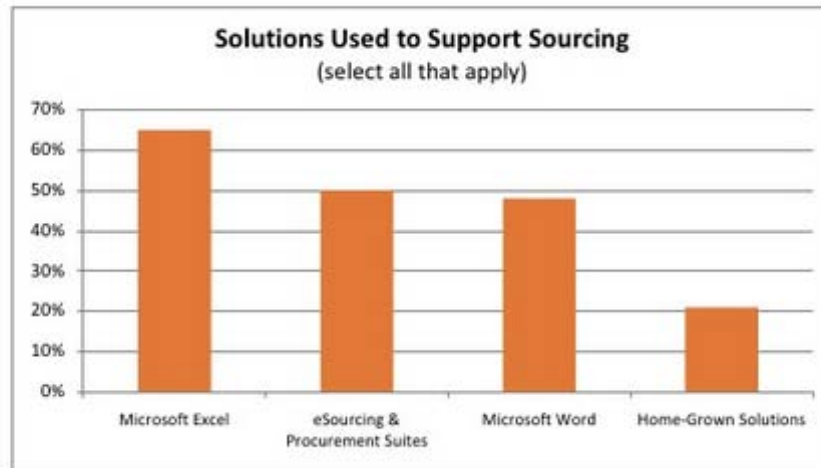 Solutions Used to Support Sourcing
(select all that apply)
70%
60%
50%
40%
30%
20%
10%
0%
Microsoft Excel
eSourcing &
Procurement Suites
Microsoft Word
Home-Grown Solutions